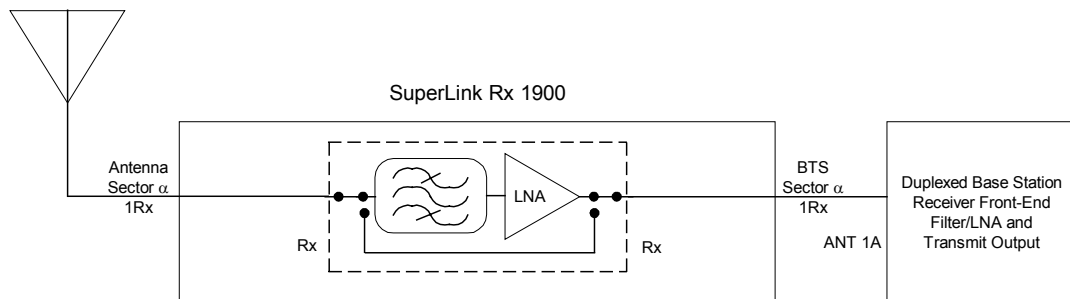 SuperLink Rx 1900
Antenna
Sector α
1Rx
Rx
LNA
Rx
BTS
Sector α
1Rx
ANT 1A
Duplexed Base Station
Receiver Front-End
Filter/LNA and
Transmit Output